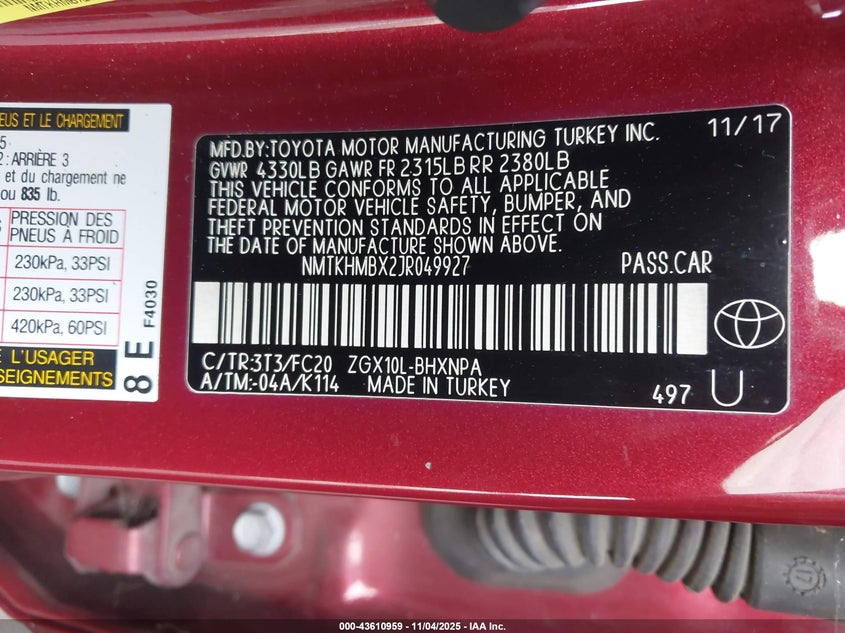 EUS ET LE CHARGEMENT
5
2: ARRIÈRE 3
et du chargement ne
ou 835 lb.
PRESSION DES
PNEUS À FROID
230kPa, 33PSI
230kPa, 33PSI
420kPa, 60PSI
L'USAGER
SEIGNEMENTS
8 E
F4030
MFD.BY:TOYOTA MOTOR MANUFACTURING TURKEY INC. 11/17
GVWR 4330LB GAWR FR 2315LB RR 2380LB
THIS VEHICLE CONFORMS TO ALL APPLICABLE
FEDERAL MOTOR VEHICLE SAFETY, BUMPER, AND
THEFT PREVENTION STANDARDS IN EFFECT ON
THE DATE OF MANUFACTURE SHOWN ABOVE.
NMTKHMBX2JR049927 PASS.CAR
C/TR:3T3/FC20 ZGX10L-BHXNPA
A/TM:-04A/K114 MADE IN TURKEY
497 U
17
000-43610959 - 11/04/2025 - IAA Inc.